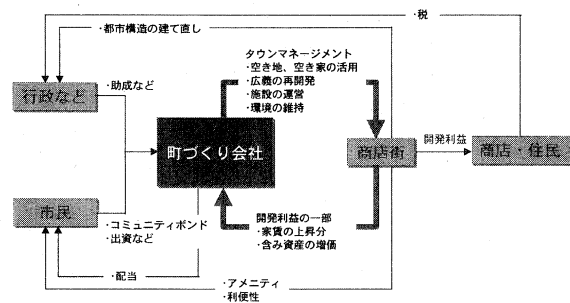 ・税
・都市構造の建て直し
タウンマネージメント
・空き地、空き家の活用
・広義の再開発
・施設の運営
・環境の維持
行政など
・助成など
町づくり会社
商店街
開発利益
商店・住民
市民
・コミュニティボンド
・出資など
開発利益の一部
・家賃の上昇分
・含み資産の増価
・配当
・アメニティ
・利便性